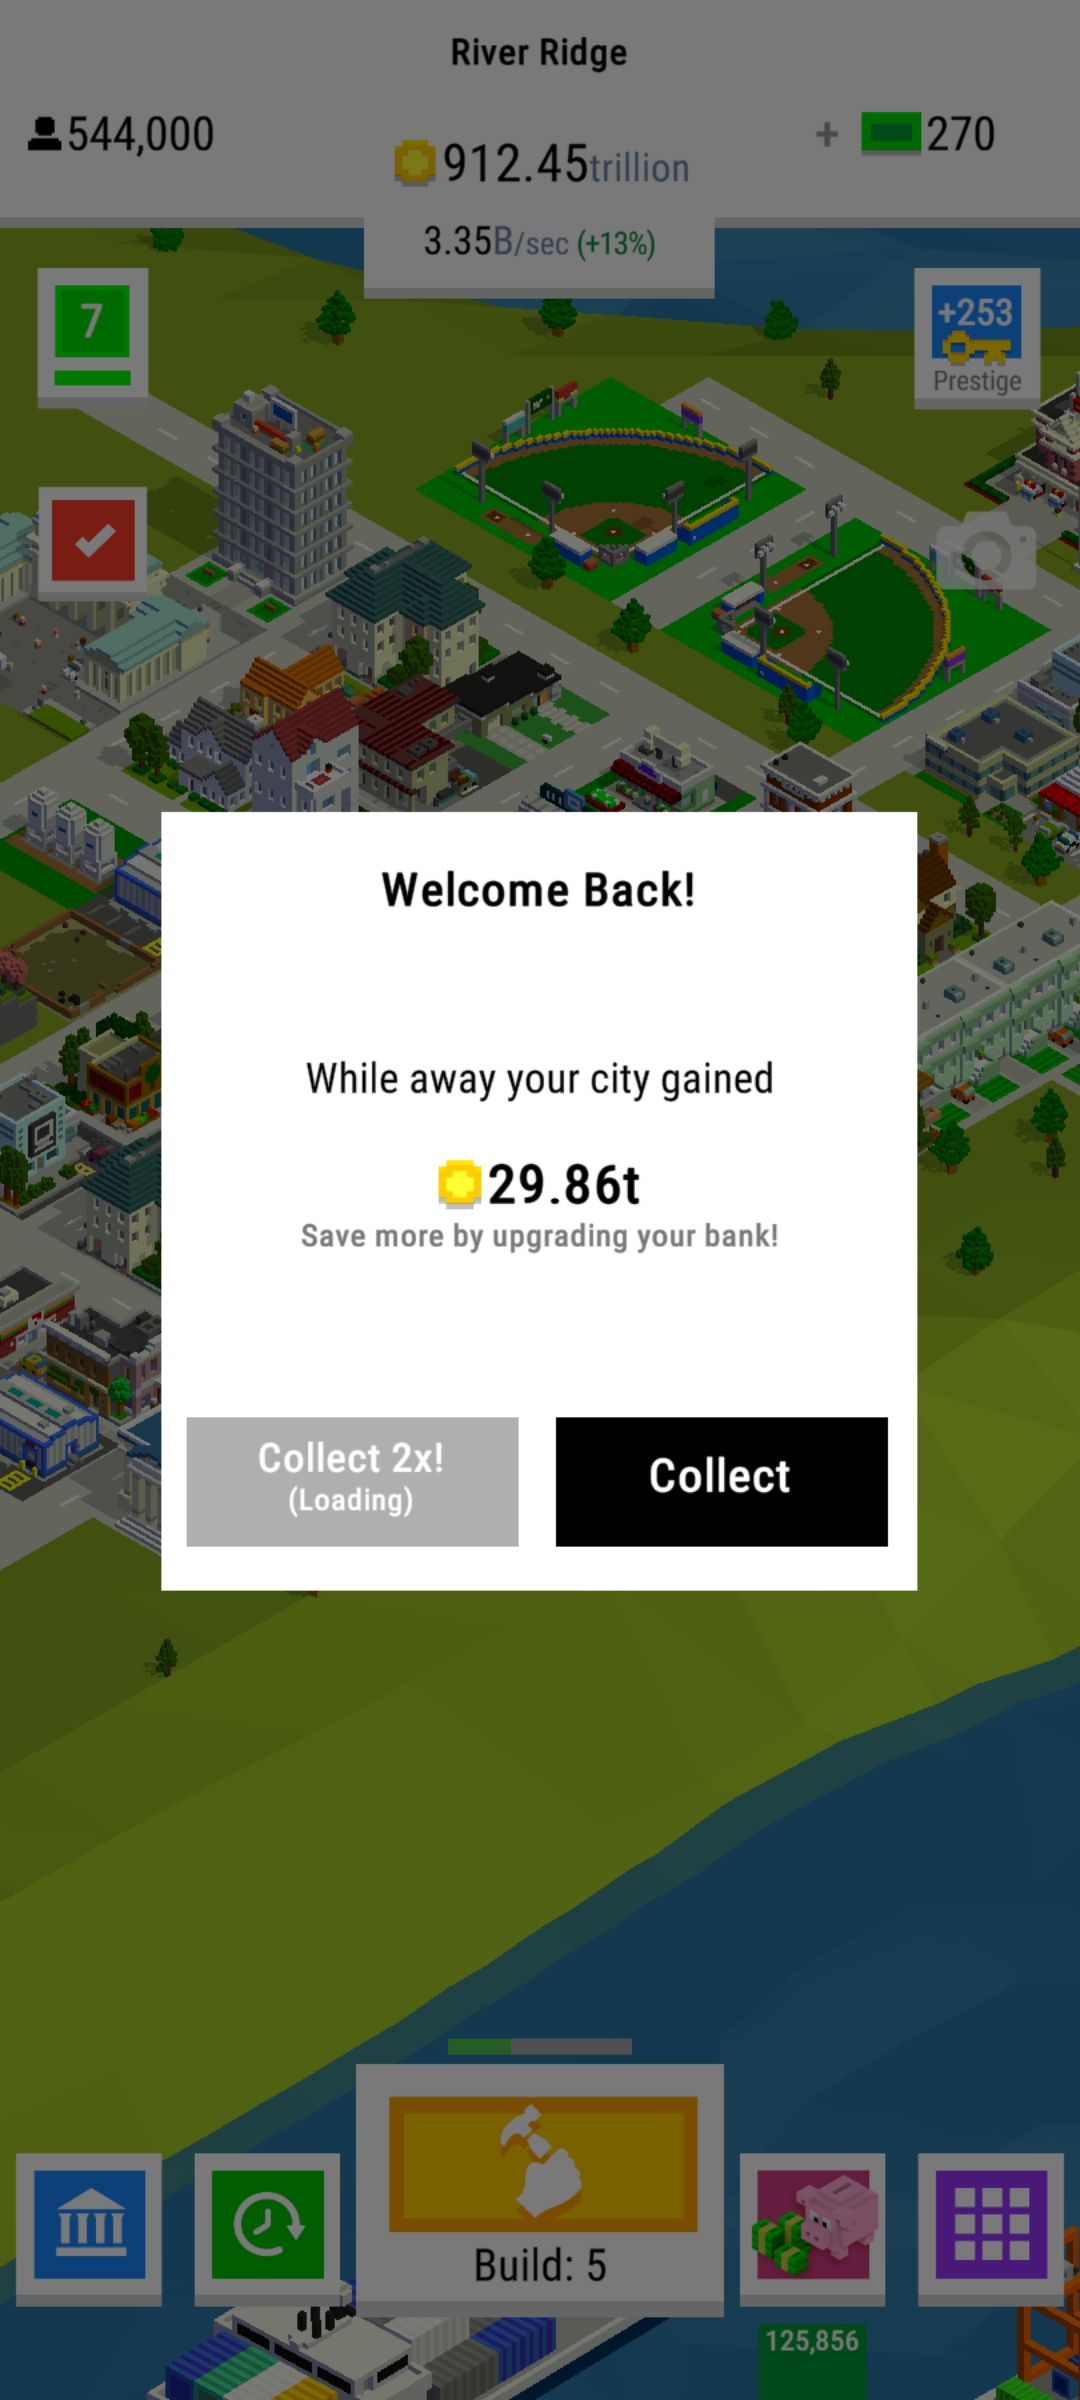 River Ridge
544,000
912.45trillion
+ 270
3.35B/sec (+13%)
7
+253
Prestige
Welcome Back!
While away your city gained
29.86t
Save more by upgrading your bank!
Collect 2x!
(Loading)
Collect
Build: 5
125,856